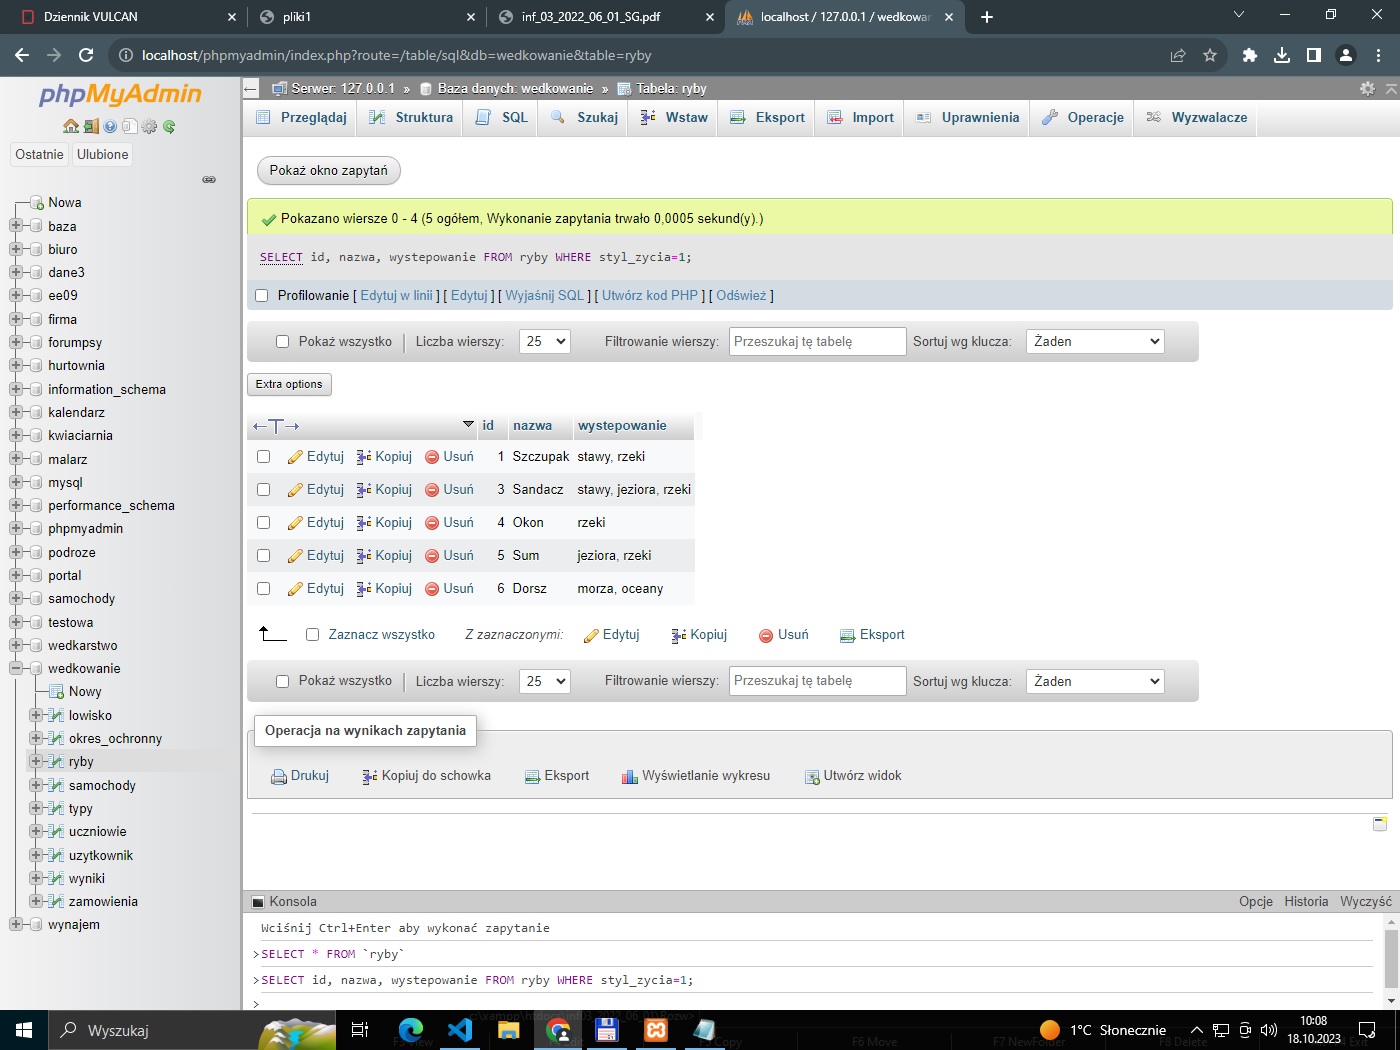 Dziennik VULCAN
pliki1
inf_03_2022_06_01_SG.pdf
localhost / 127.0.0.1 / wedkowar
localhost/phpmyadmin/index.php?route=/table/sql&db=wedkowanie&table=ryby
phpMyAdmin
Ostatnie
Ulubione
Nowa
baza
biuro
dane3
ee09
firma
forumpsy
hurtownia
information_schema
kalendarz
kwiaciarnia
malarz
mysql
performance_schema
phpmyadmin
podroze
portal
samochody
testowa
wedkarstwo
wedkowanie
Nowy
lowisko
okres_ochronny
ryby
samochody
typy
uczniowie
uzytkownik
wyniki
zamowienia
wynajem
Serwer: 127.0.0.1 » Baza danych: wedkowanie » Tabela: ryby
Przeglądaj Struktura SQL Szukaj Wstaw Eksport Import Uprawnienia Operacje Wyzwalacze
Pokaż okno zapytań
Pokazano wiersze 0 - 4 (5 ogółem, Wykonanie zapytania trwało 0,0005 sekund(y).)
SELECT id, nazwa, wystepowanie FROM ryby WHERE styl_zycia=1;
Profilowanie [ Edytuj w linii ] [ Edytuj ] [ Wyjaśnij SQL ] [ Utwórz kod PHP ] [ Odśwież ]
Pokaż wszystko Liczba wierszy: 25 Filtrowanie wierszy: Przeszukaj tę tabelę Sortuj wg klucza: Żaden
Extra options
←T→ id nazwa wystepowanie
Edytuj Kopiuj Usuń 1 Szczupak stawy, rzeki
Edytuj Kopiuj Usuń 3 Sandacz stawy, jeziora, rzeki
Edytuj Kopiuj Usuń 4 Okon rzeki
Edytuj Kopiuj Usuń 5 Sum jeziora, rzeki
Edytuj Kopiuj Usuń 6 Dorsz morza, oceany
Zaznacz wszystko Z zaznaczonymi: Edytuj Kopiuj Usuń Eksport
Pokaż wszystko Liczba wierszy: 25 Filtrowanie wierszy: Przeszukaj tę tabelę Sortuj wg klucza: Żaden
Operacja na wynikach zapytania
Drukuj Kopiuj do schowka Eksport Wyświetlanie wykresu Utwórz widok
Konsola Opcje Historia Wyczyść
Wciśnij Ctrl+Enter aby wykonać zapytanie
>SELECT * FROM `ryby`
>SELECT id, nazwa, wystepowanie FROM ryby WHERE styl_zycia=1;
>
Wyszukaj
1°C Słonecznie
10:08
18.10.2023